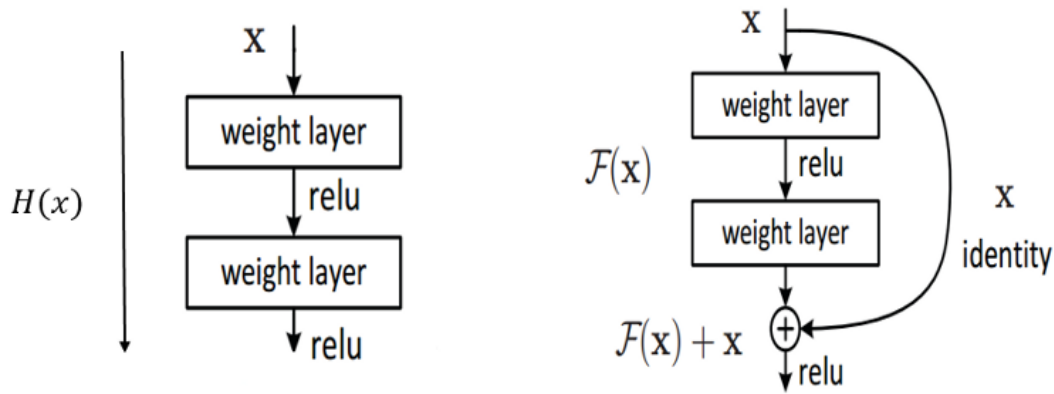 x
weight layer
relu
H(x)
weight layer
relu
x
weight layer
relu
F(x)
weight layer
x
identity
F(x) + x
+
relu